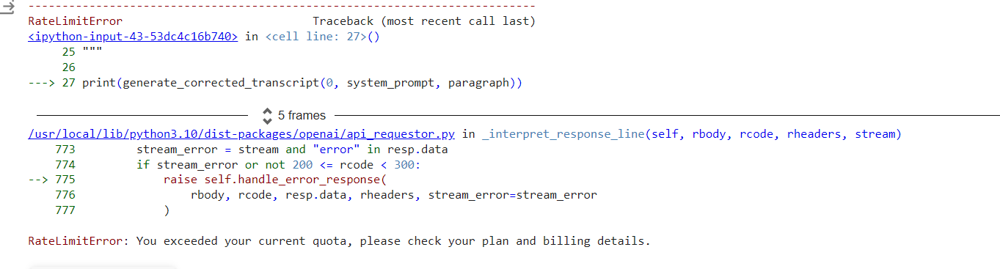 ---------------------------------------------------------------------------
RateLimitError Traceback (most recent call last)
<ipython-input-43-53dc4c16b740> in <cell line: 27>()
25 """
26
---> 27 print(generate_corrected_transcript(0, system_prompt, paragraph))
5 frames
/usr/local/lib/python3.10/dist-packages/openai/api_requestor.py in _interpret_response_line(self, rbody, rcode, rheaders, stream)
773 stream_error = stream and "error" in resp.data
774 if stream_error or not 200 <= rcode < 300:
--> 775 raise self.handle_error_response(
776 rbody, rcode, resp.data, rheaders, stream_error=stream_error
777 )
RateLimitError: You exceeded your current quota, please check your plan and billing details.